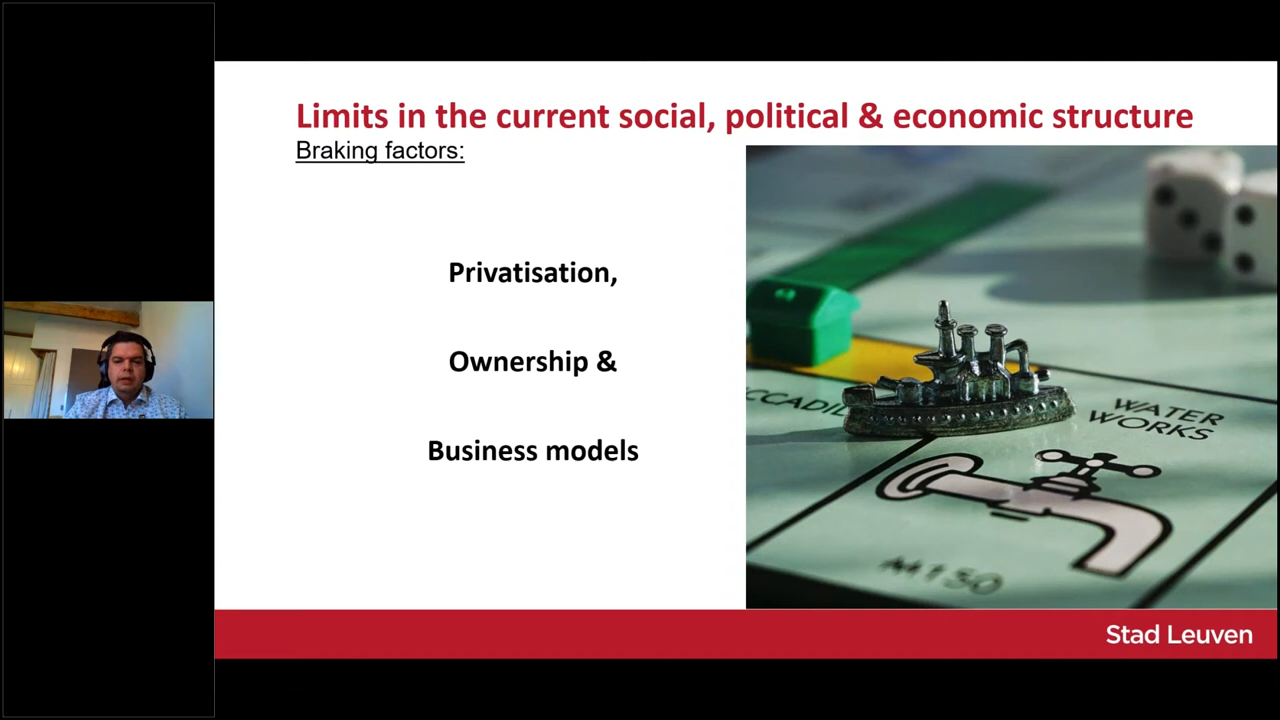 Limits in the current social, political & economic structure
Braking factors:
Privatisation,
Ownership &
Business models
WATER
WORKS
M150
Stad Leuven